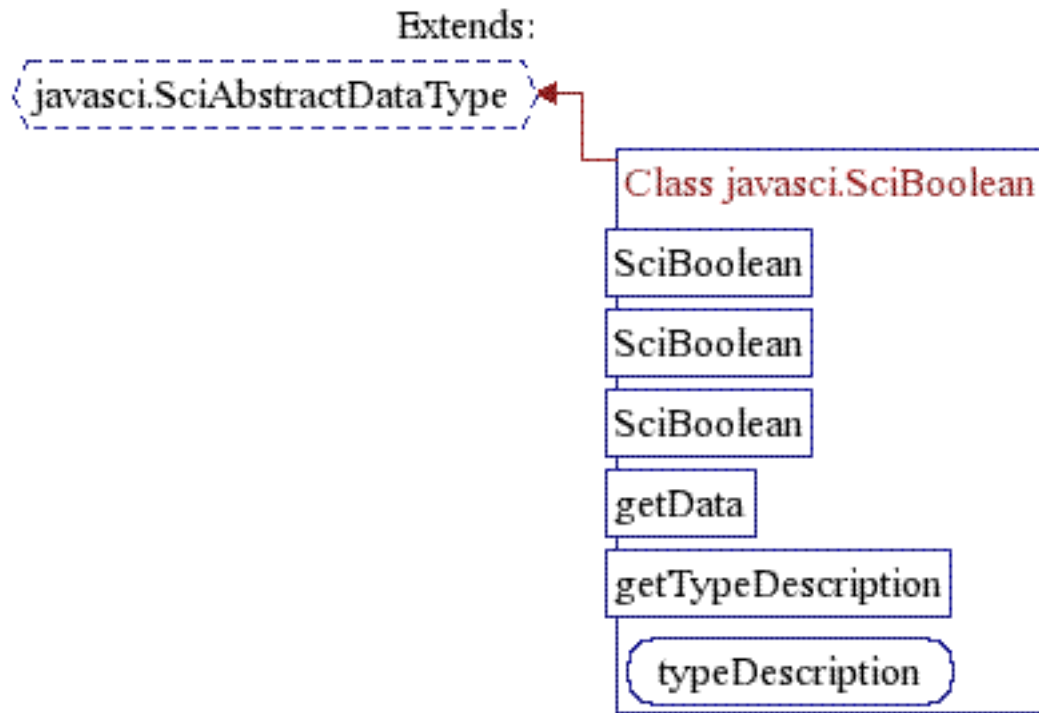 Extends:
javasci.SciAbstractDataType
Class javasci.SciBoolean
SciBoolean
SciBoolean
SciBoolean
getData
getTypeDescription
typeDescription